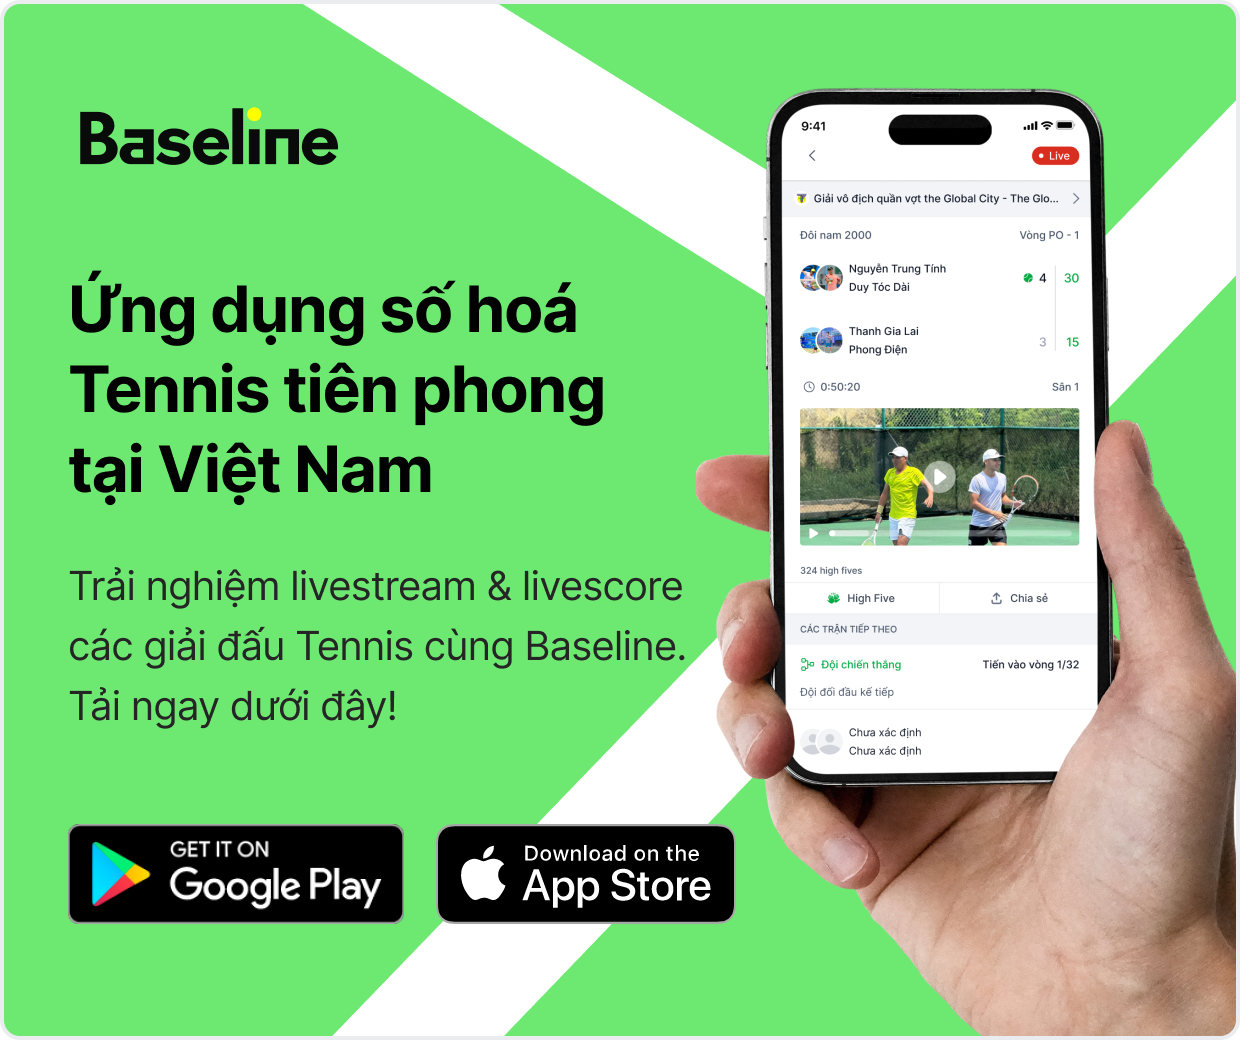 Baseline
Ứng dụng số hoá
Tennis tiên phong
tại Việt Nam
Trải nghiệm livestream & livescore
các giải đấu Tennis cùng Baseline.
Tải ngay dưới đây!
GET IT ON
Google Play
Download on the
App Store
9:41
Live
Giải vô địch quần vợt the Global City - The Glo...
Đôi nam 2000 Vòng PO - 1
Nguyễn Trung Tính
Duy Tóc Dài
4 30
Thanh Gia Lai
Phong Điện
3 15
0:50:20 Sân 1
324 high fives
High Five Chia sẻ
CÁC TRẬN TIẾP THEO
Đội chiến thắng Tiến vào vòng 1/32
Đội đối đầu kế tiếp
Chưa xác định
Chưa xác định